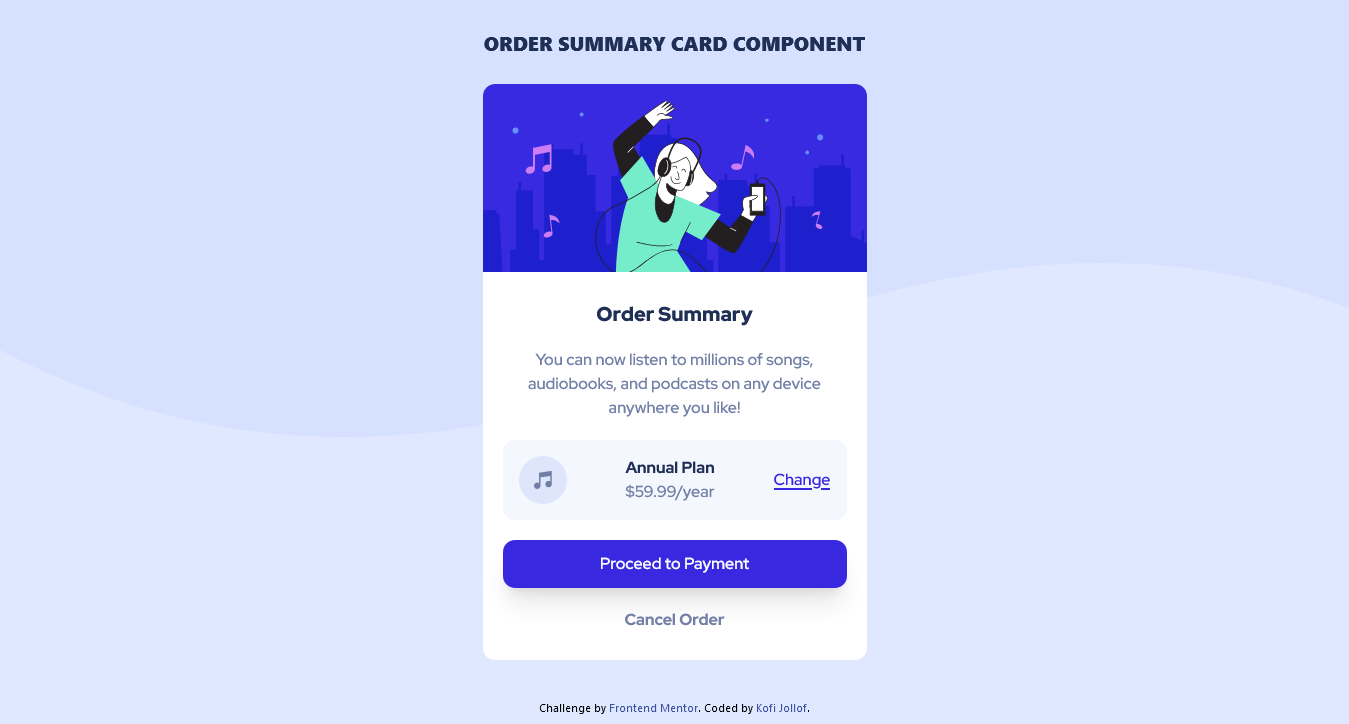 ORDER SUMMARY CARD COMPONENT
Order Summary
You can now listen to millions of songs,
audiobooks, and podcasts on any device
anywhere you like!
Annual Plan
$59.99/year
Change
Proceed to Payment
Cancel Order
Challenge by Frontend Mentor. Coded by Kofi Jollof.